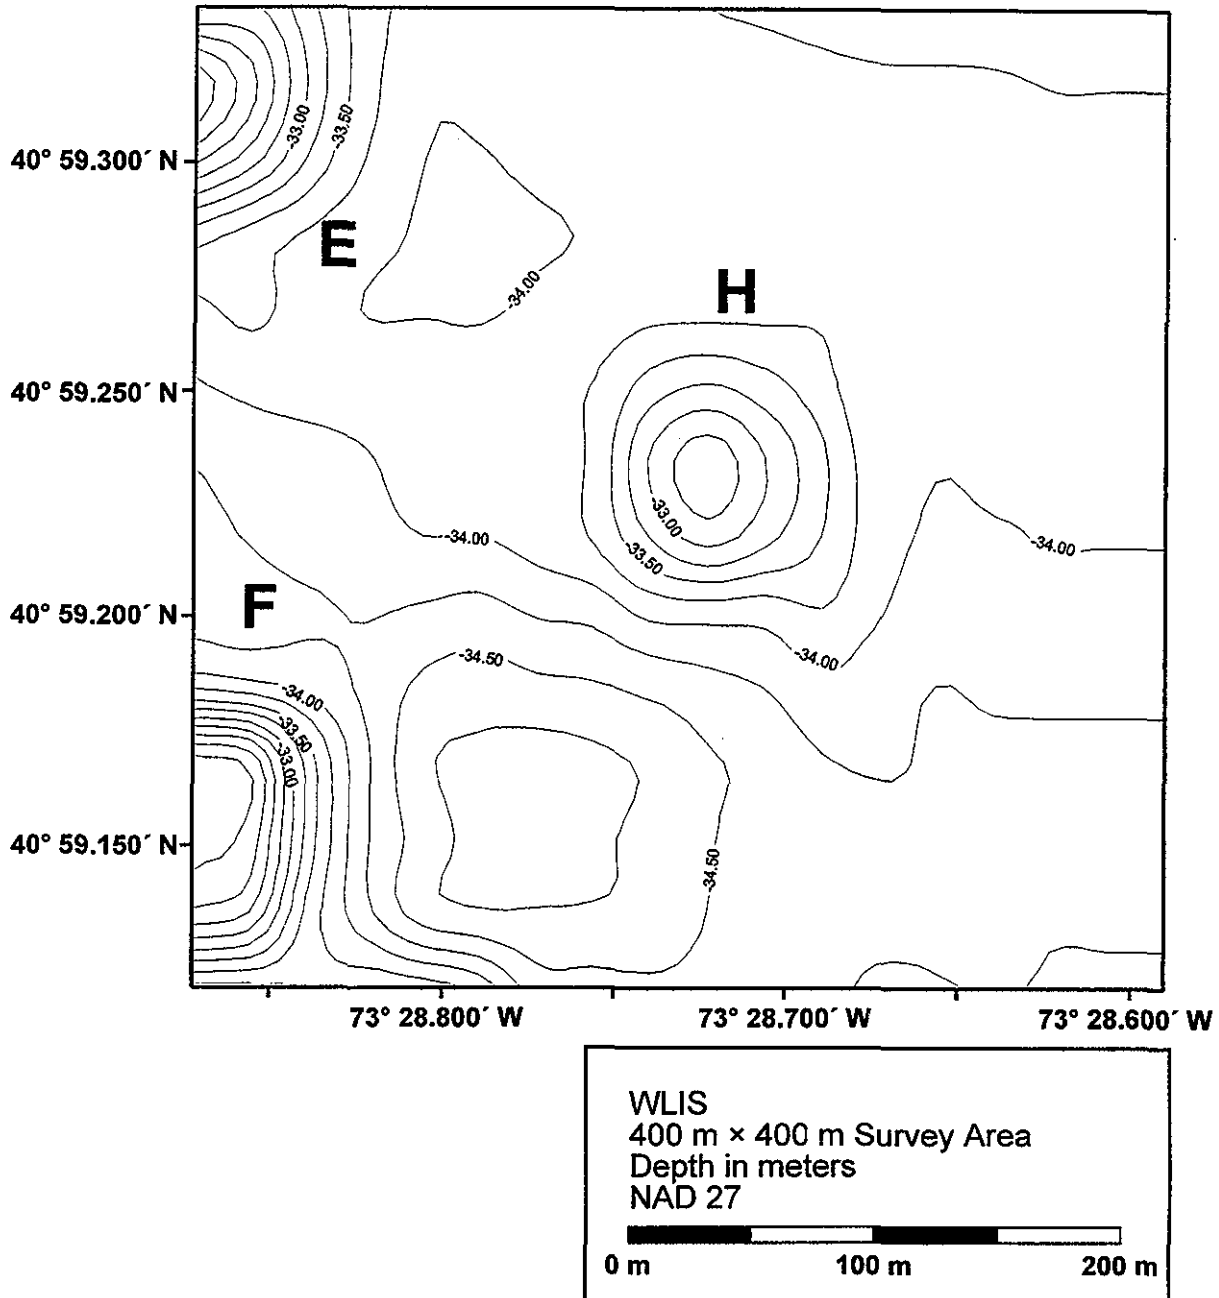 -33.00
-33.50
40° 59.300´ N
E
-34.00
H
40° 59.250´ N
-33.00
-34.00
-33.50
-34.00
F
40° 59.200´ N
-34.50
-34.00
-34.00
-33.50
-33.00
40° 59.150´ N
-34.50
73° 28.800´ W
73° 28.700´ W
73° 28.600´ W
WLIS
400 m × 400 m Survey Area
Depth in meters
NAD 27
0 m
100 m
200 m